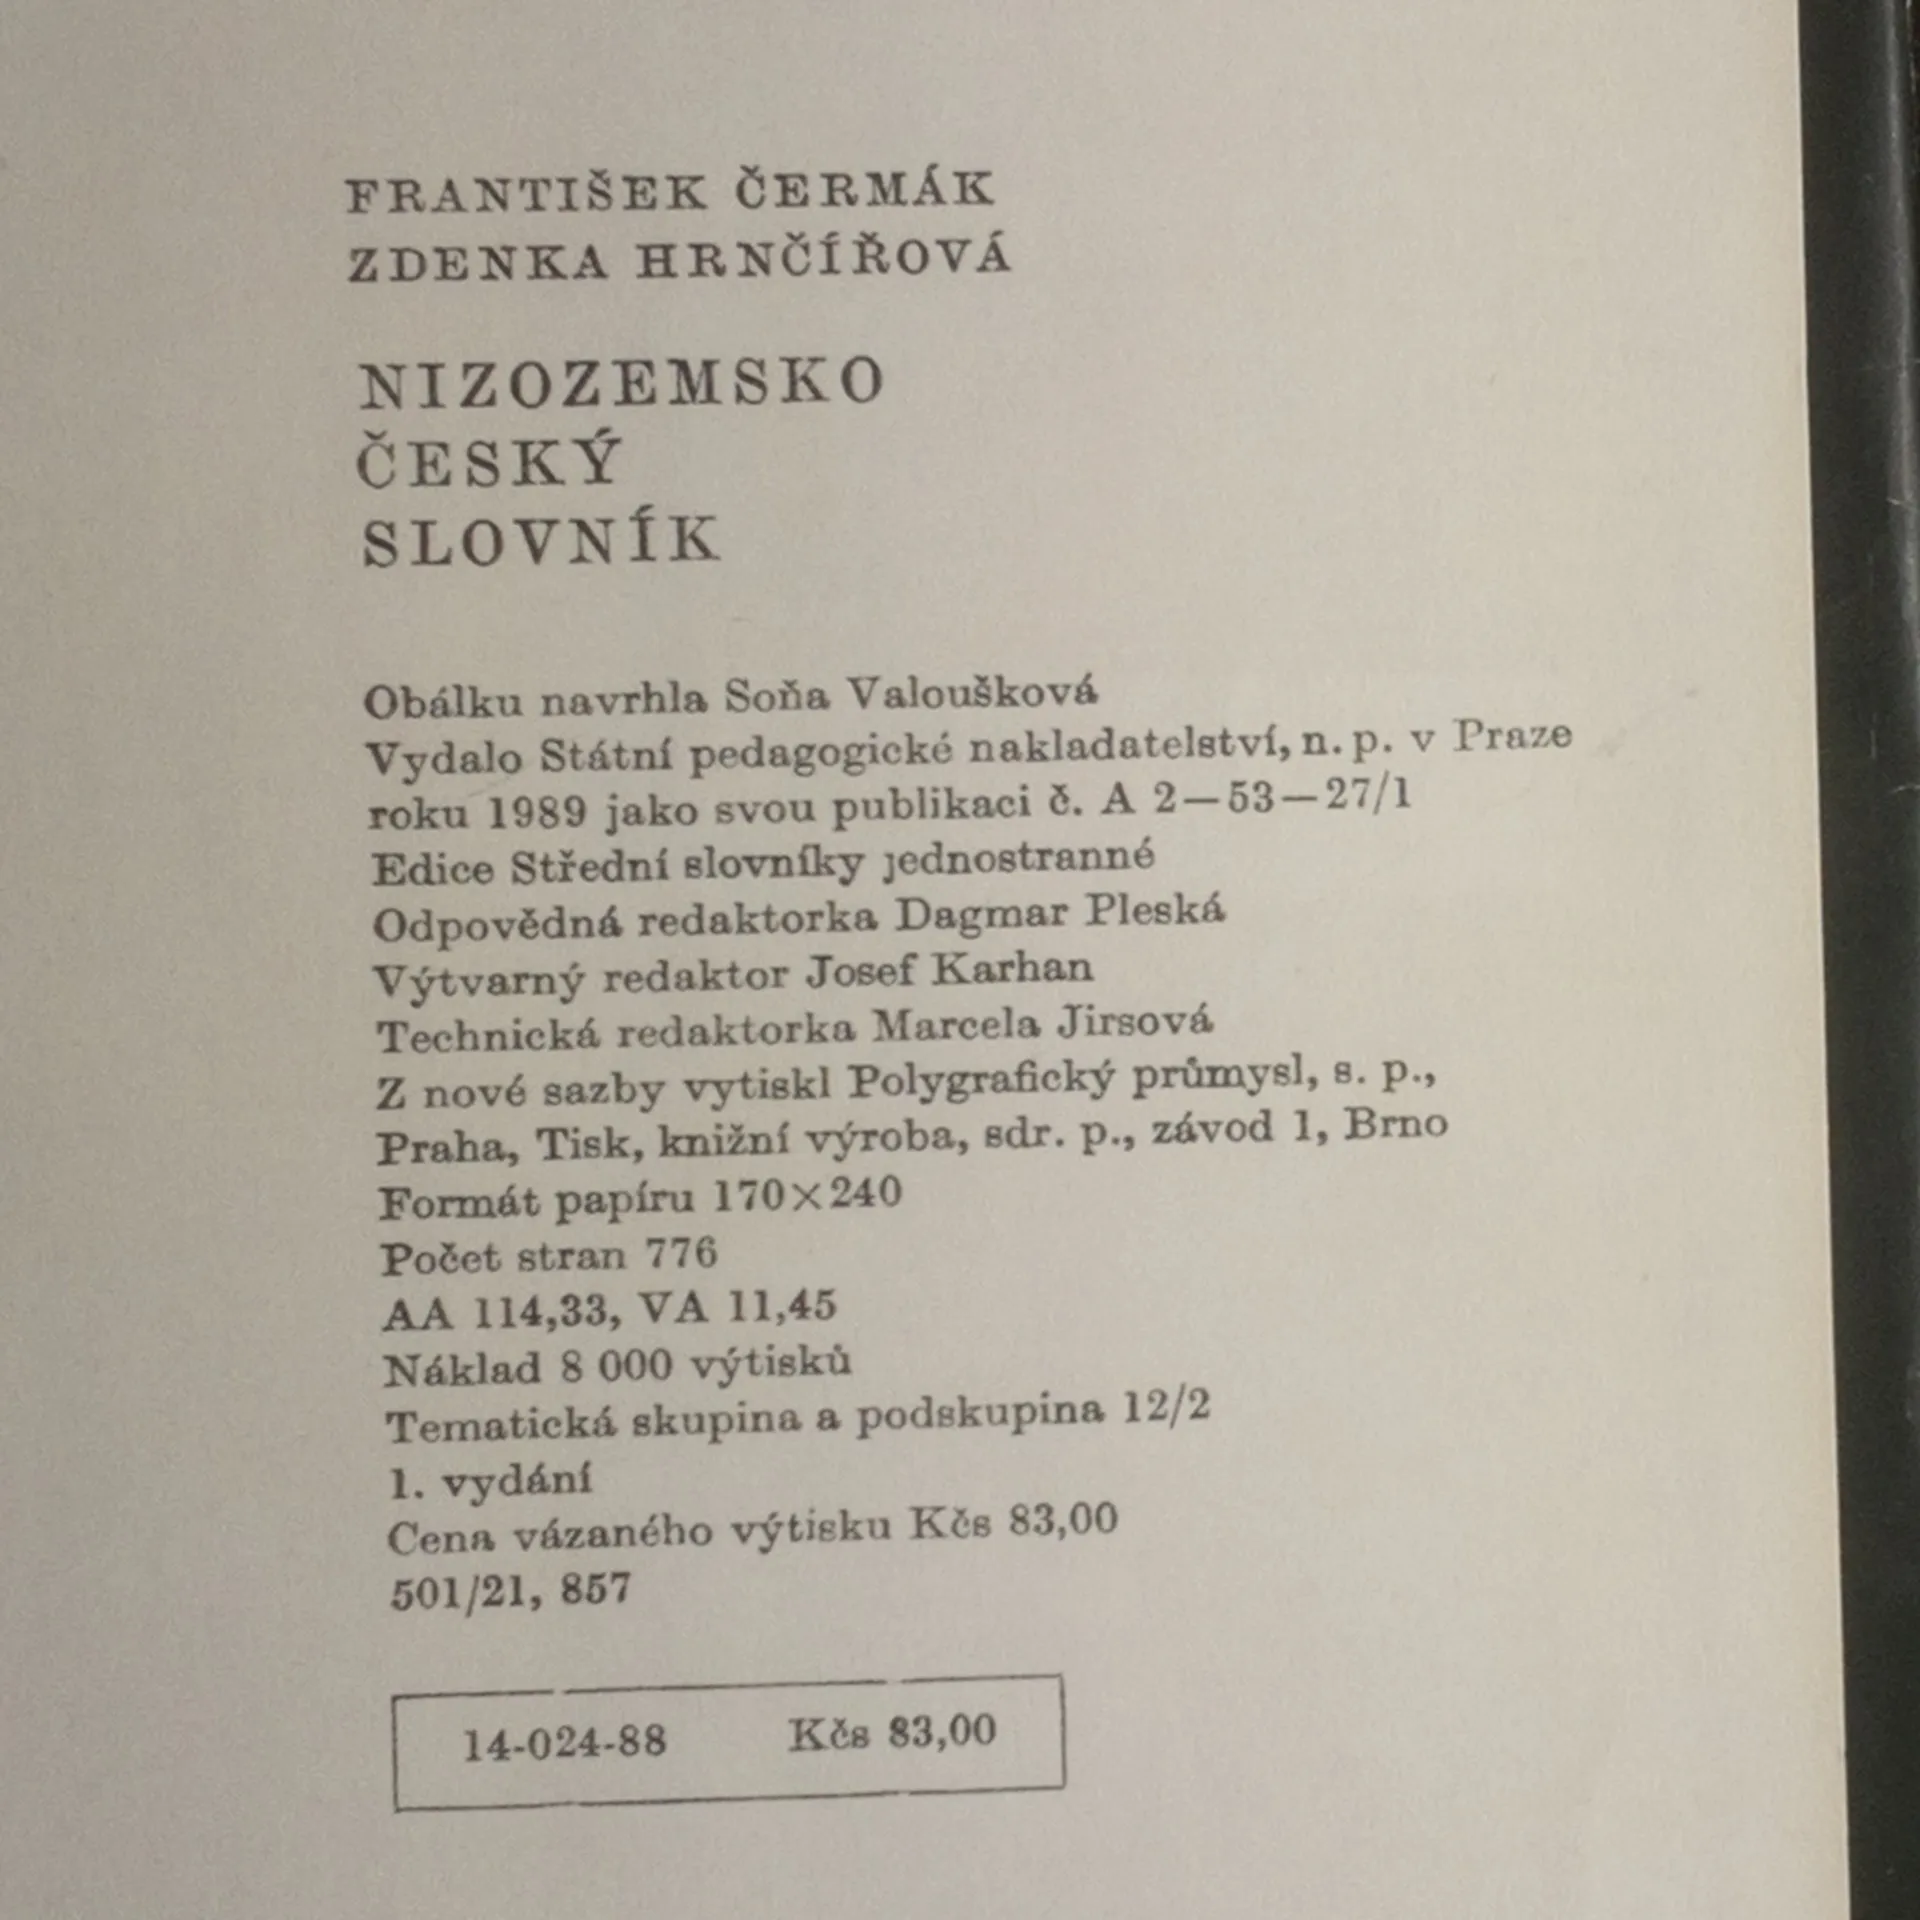 FRANTIŠEK ČERMÁK
ZDENKA HRNČÍŘOVÁ
NIZOZEMSKO
ČESKÝ
SLOVNÍK
Obálku navrhla Soňa Valoušková
Vydalo Státní pedagogické nakladatelství, n. p. v Praze
roku 1989 jako svou publikaci č. A 2—53—27/1
Edice Střední slovníky jednostranné
Odpovědná redaktorka Dagmar Pleská
Výtvarný redaktor Josef Karhan
Technická redaktorka Marcela Jirsová
Z nové sazby vytiskl Polygrafický průmysl, s. p.,
Praha, Tisk, knižní výroba, sdr. p., závod 1, Brno
Formát papíru 170×240
Počet stran 776
AA 114,33, VA 11,45
Náklad 8 000 výtisků
Tematická skupina a podskupina 12/2
1. vydání
Cena vázaného výtisku Kčs 83,00
501/21, 857
14-024-88 Kčs 83,00